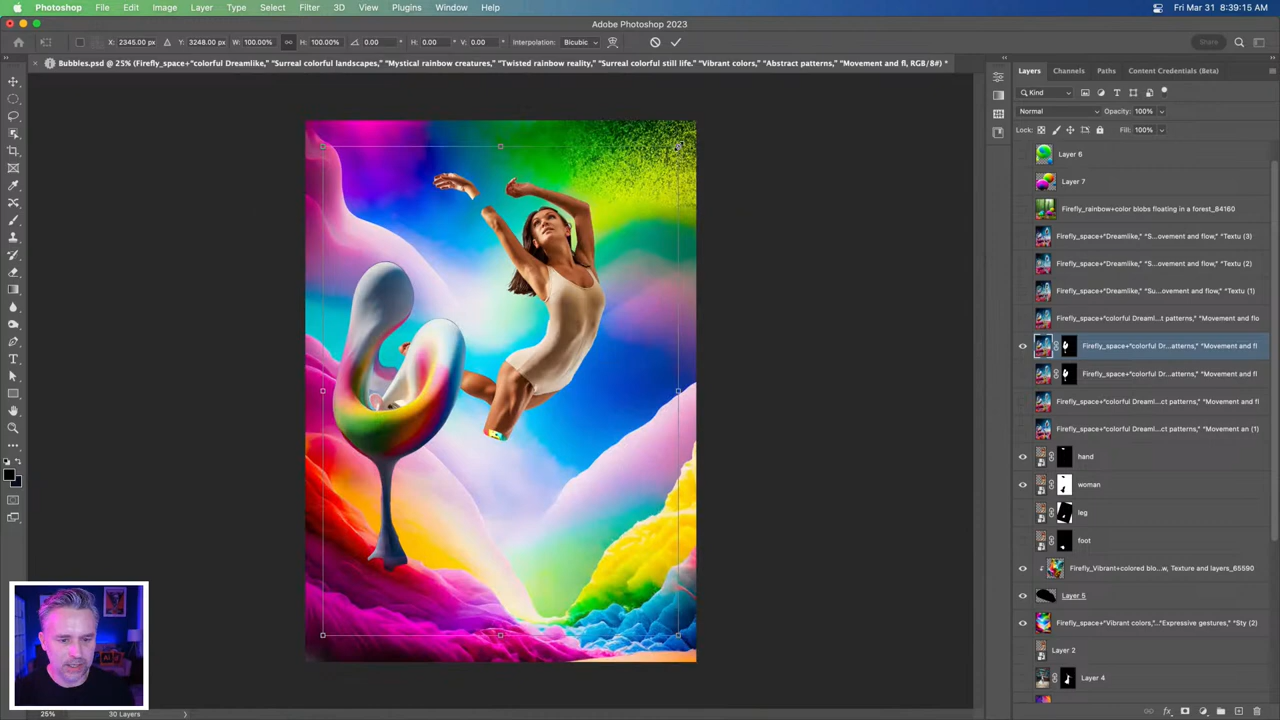 Photoshop File Edit Image Layer Type Select Filter 3D View Plugins Window Help Fri Mar 31 8:39:15 AM
Adobe Photoshop 2023
X: 2345.00 px Y: 3248.00 px W: 100.00% H: 100.00% 0.00 ° H: 0.00 ° V: 0.00 ° Interpolation: Bicubic Share
Bubbles.psd @ 25% (Firefly_space+"colorful Dreamlike," "Surreal colorful landscapes," "Mystical rainbow creatures," "Twisted rainbow reality," "Surreal colorful still life." "Vibrant colors," "Abstract patterns," "Movement and fl, RGB/8#) *
Layers Channels Paths Content Credentials (Beta)
Kind
Normal Opacity: 100%
Lock: Fill: 100%
Layer 6
Layer 7
Firefly_rainbow+color blobs floating in a forest_84160
Firefly_space+"Dreamlike," "S...ovement and flow," "Textu (3)
Firefly_space+"Dreamlike," "S...ovement and flow," "Textu (2)
Firefly_space+"Dreamlike," "Su...ovement and flow," "Textu (1)
Firefly_space+"colorful Dreaml...t patterns," "Movement and flo
Firefly_space+"colorful Dr...atterns," "Movement and fl
Firefly_space+"colorful Dr...atterns," "Movement and fl
Firefly_space+"colorful Dreaml...ct patterns," "Movement and flo
Firefly_space+"colorful Dreaml...ct patterns," "Movement an (1)
hand
woman
leg
foot
Firefly_Vibrant+colored blo...w, Texture and layers_65590
Layer 5
Firefly_space+"Vibrant colors,"..."Expressive gestures," "Sty (2)
Layer 2
Layer 4
25% 30 Layers